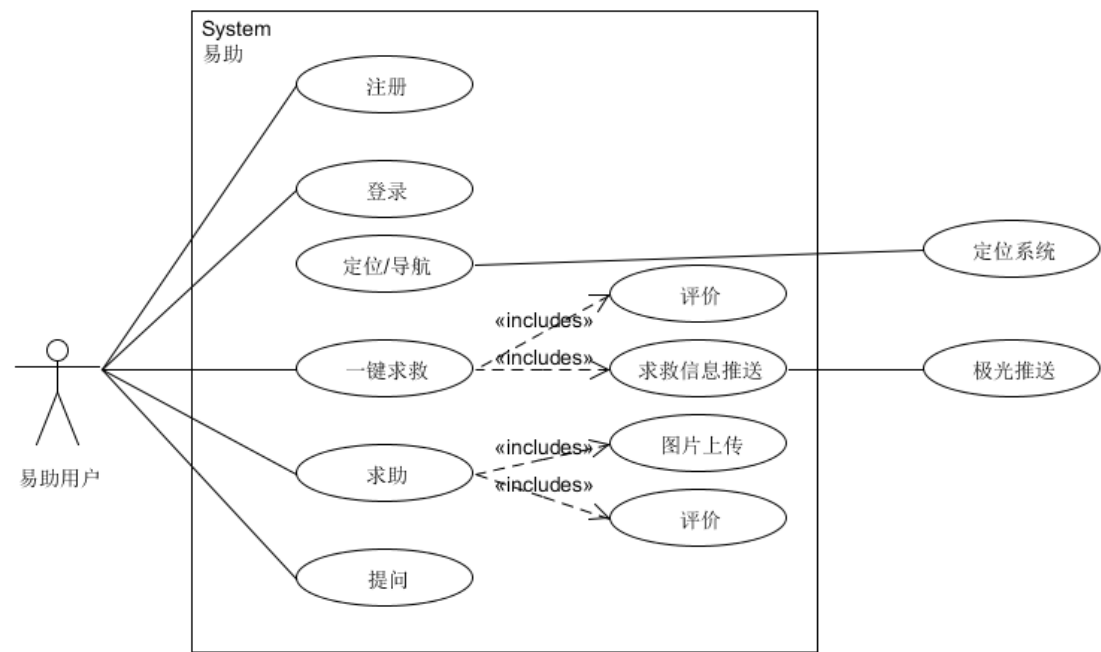 System
易助
注册
登录
定位/导航
定位系统
评价
«includes»
«includes»
一键求救
求救信息推送
极光推送
易助用户
«includes»
图片上传
求助
«includes»
评价
提问